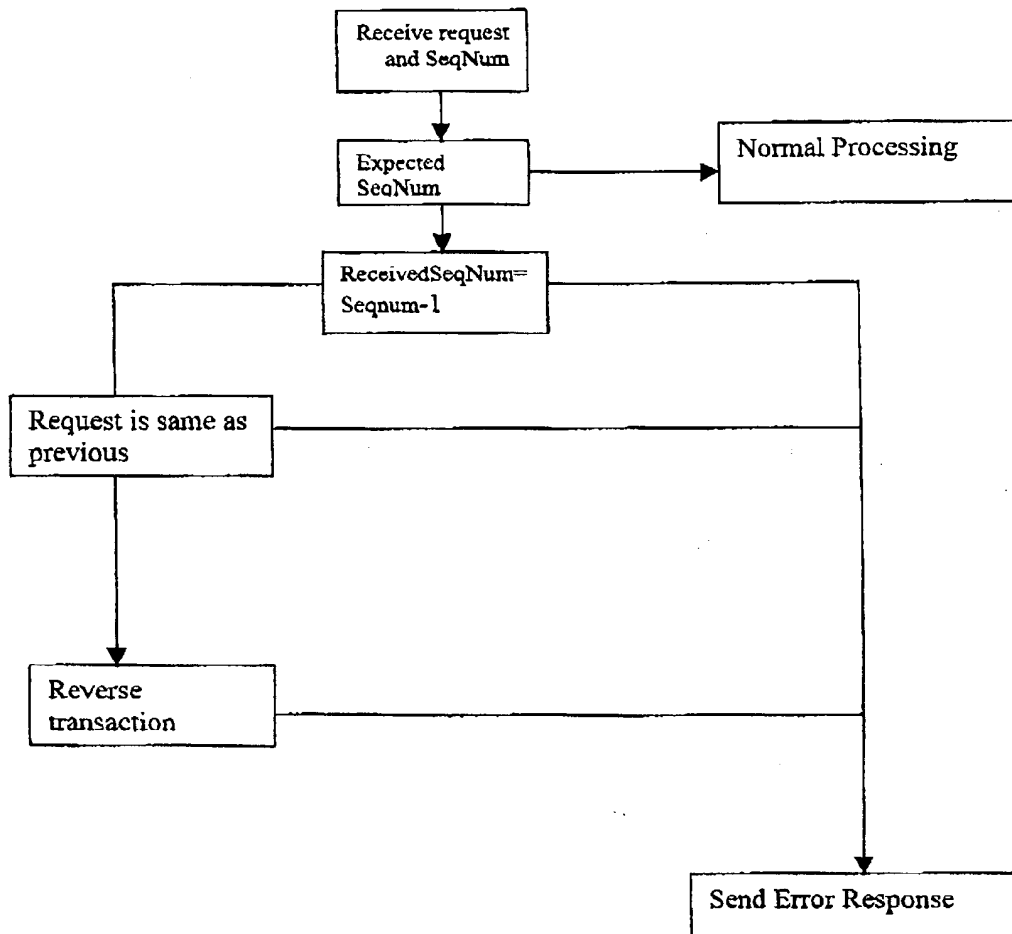 Receive request
and SeqNum
Expected
SeqNum
Normal Processing
ReceivedSeqNum=
Seqnum-1
Request is same as
previous
Reverse
transaction
Send Error Response